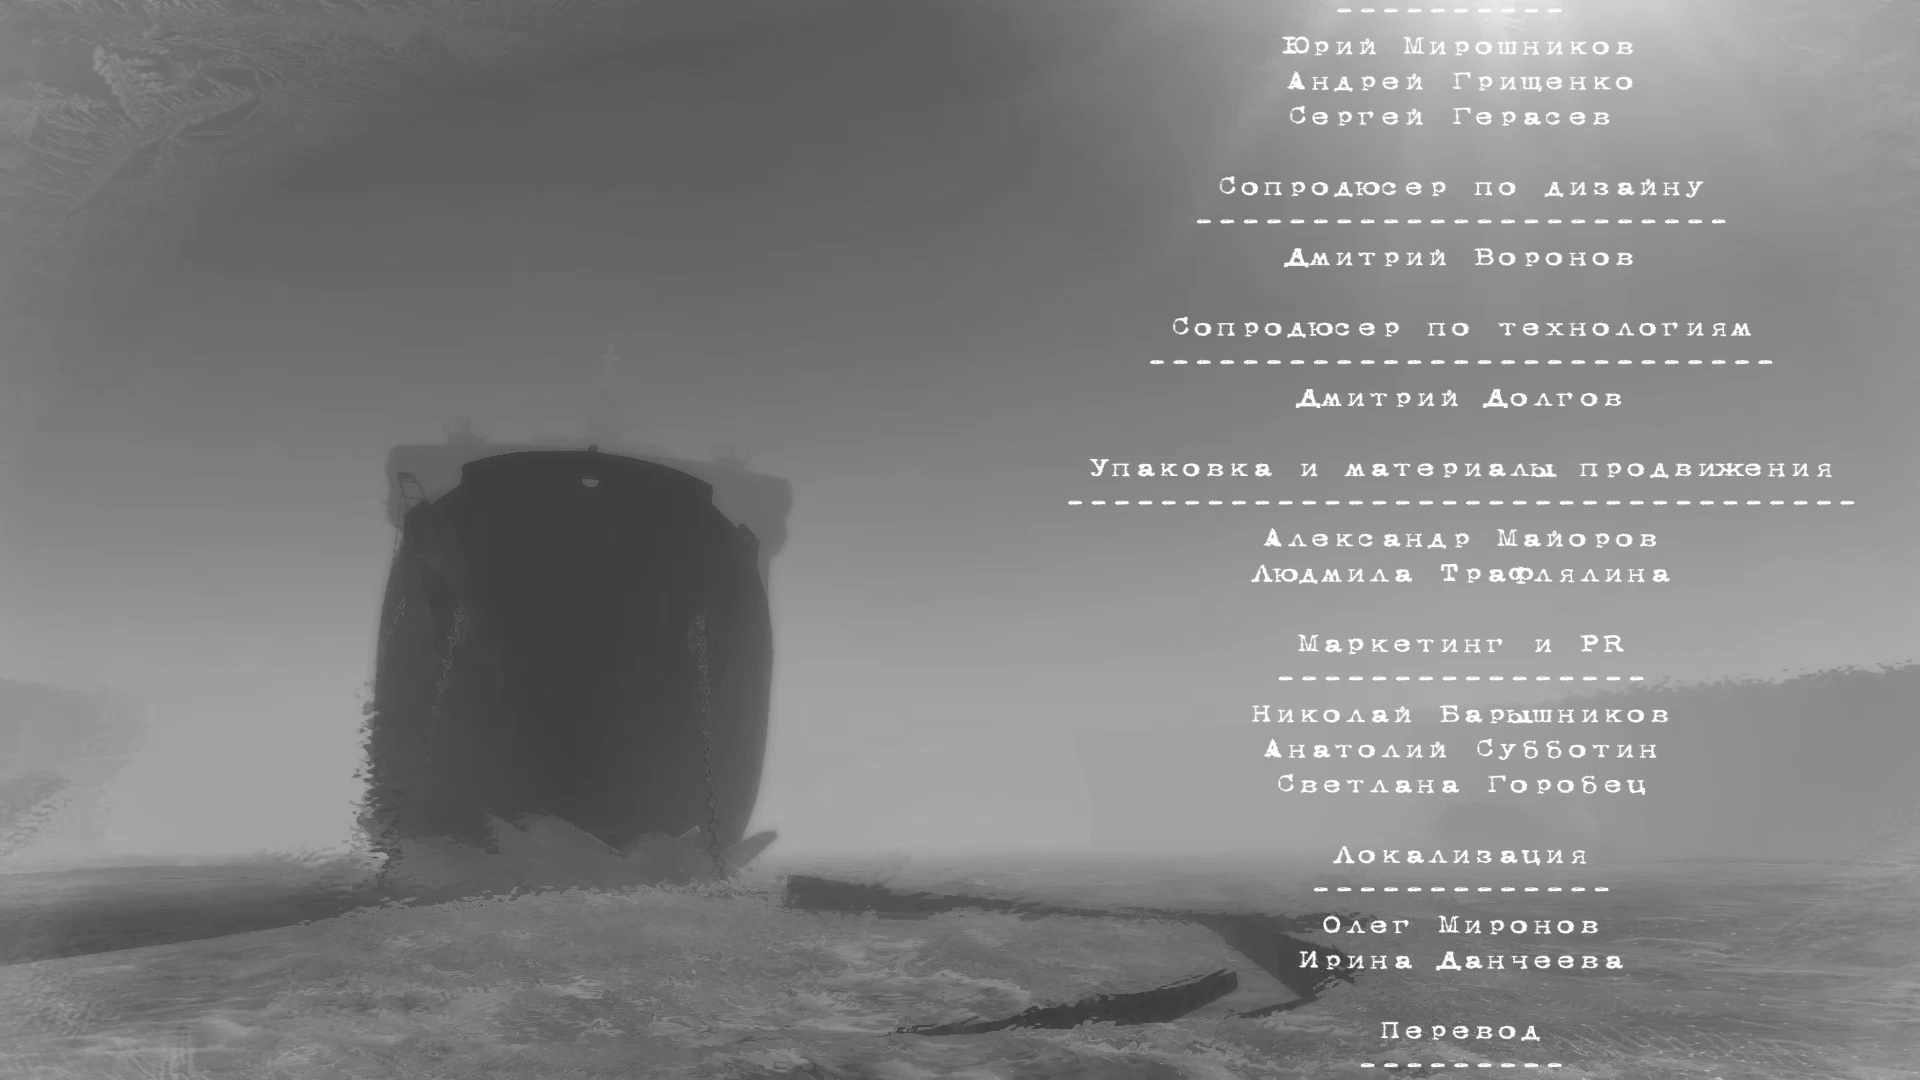 ----------
Юрий Мирошников
Андрей Грищенко
Сергей Герасев
Сопродюсер по дизайну
-----------------------
Дмитрий Воронов
Сопродюсер по технологиям
---------------------------
Дмитрий Долгов
Упаковка и материалы продвижения
----------------------------------
Александр Майоров
Людмила Трафлялина
Маркетинг и PR
----------------
Николай Барышников
Анатолий Субботин
Светлана Горобец
Локализация
-------------
Олег Миронов
Ирина Данчеева
Перевод
---------